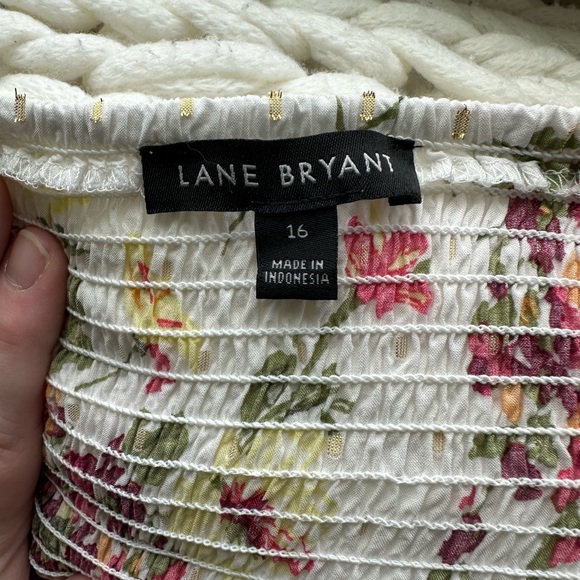 LANE BRYANT
16
MADE IN
INDONESIA